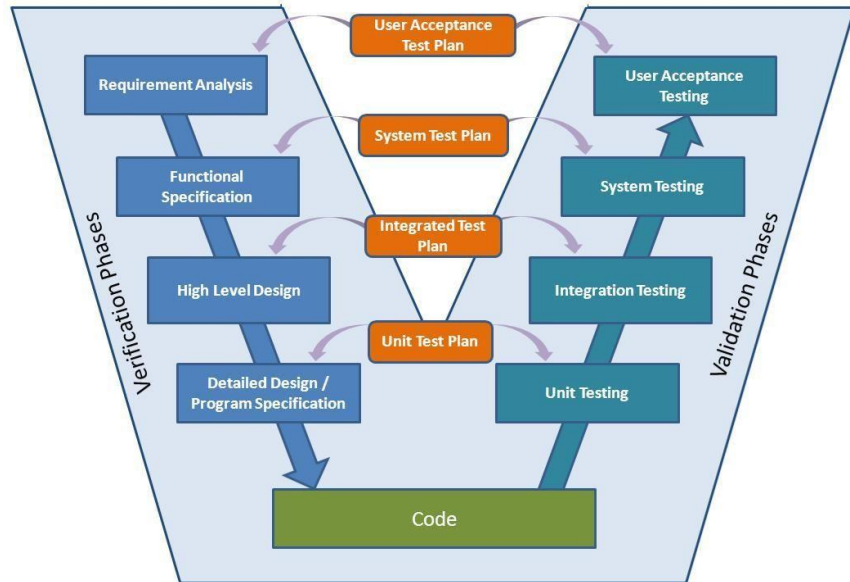 User Acceptance
Test Plan
Requirement Analysis
User Acceptance
Testing
System Test Plan
Functional
Specification
System Testing
Integrated Test
Plan
High Level Design
Integration Testing
Unit Test Plan
Detailed Design /
Program Specification
Unit Testing
Verification Phases
Validation Phases
Code